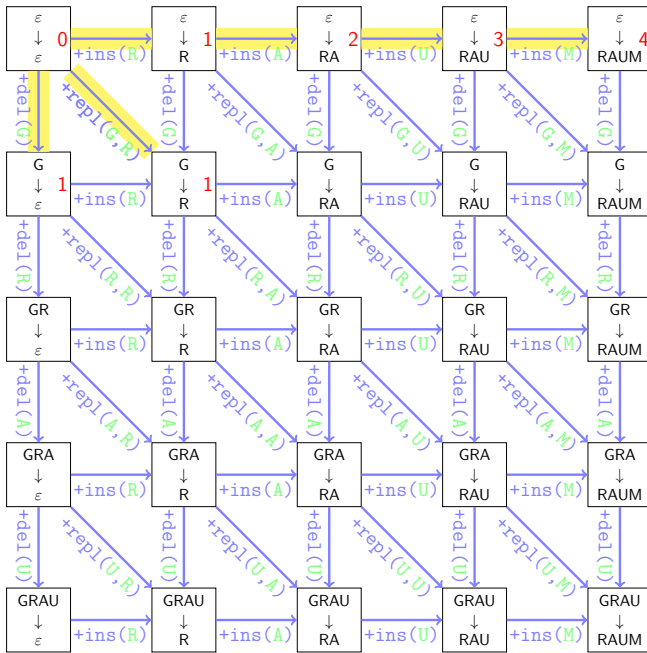 ε ε ε ε ε
↓ 0 ↓ 1 ↓ 2 ↓ 3 ↓ 4
ε +ins(R) R +ins(A) RA +ins(U) RAU +ins(M) RAUM
+del(G) +repl(G,R) +del(G) +repl(G,A) +del(G) +repl(G,U) +del(G) +repl(G,M) +del(G)
G G G G G
↓ 1 ↓ 1 ↓ ↓ ↓
ε +ins(R) R +ins(A) RA +ins(U) RAU +ins(M) RAUM
+del(R) +repl(R,R) +del(R) +repl(R,A) +del(R) +repl(R,U) +del(R) +repl(R,M) +del(R)
GR GR GR GR GR
↓ ↓ ↓ ↓ ↓
ε +ins(R) R +ins(A) RA +ins(U) RAU +ins(M) RAUM
+del(A) +repl(A,R) +del(A) +repl(A,A) +del(A) +repl(A,U) +del(A) +repl(A,M) +del(A)
GRA GRA GRA GRA GRA
↓ ↓ ↓ ↓ ↓
ε +ins(R) R +ins(A) RA +ins(U) RAU +ins(M) RAUM
+del(U) +repl(U,R) +del(U) +repl(U,A) +del(U) +repl(U,U) +del(U) +repl(U,M) +del(U)
GRAU GRAU GRAU GRAU GRAU
↓ ↓ ↓ ↓ ↓
ε +ins(R) R +ins(A) RA +ins(U) RAU +ins(M) RAUM